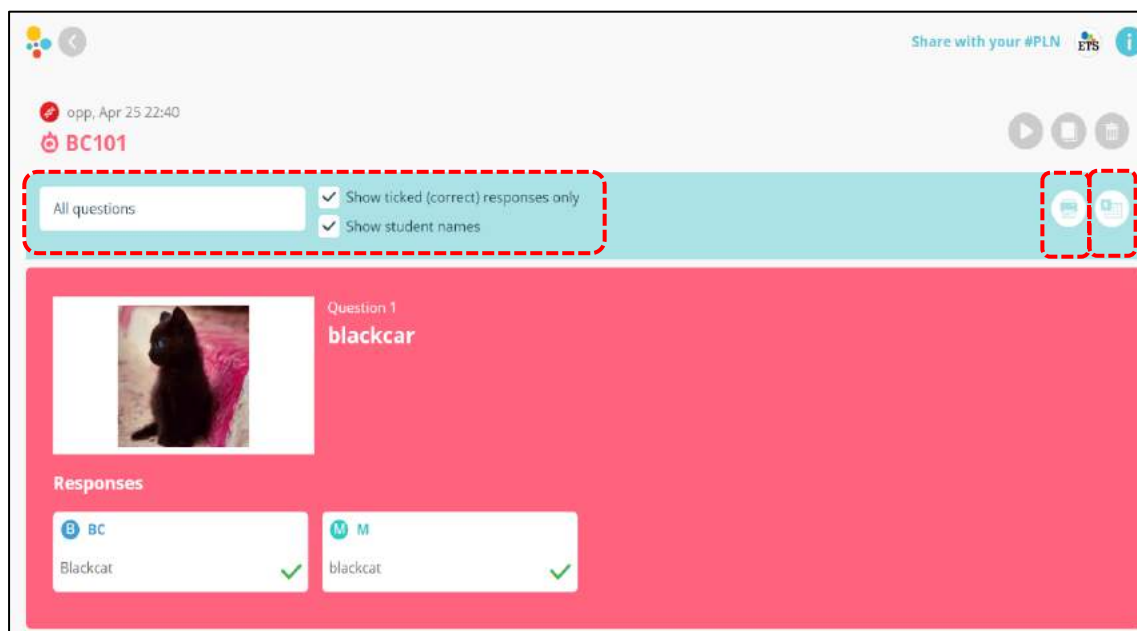 Share with your #PLN
ETS
i
opp, Apr 25 22:40
BC101
All questions
Show ticked (correct) responses only
Show student names
Question 1
blackcar
Responses
B BC
Blackcat
M M
blackcat